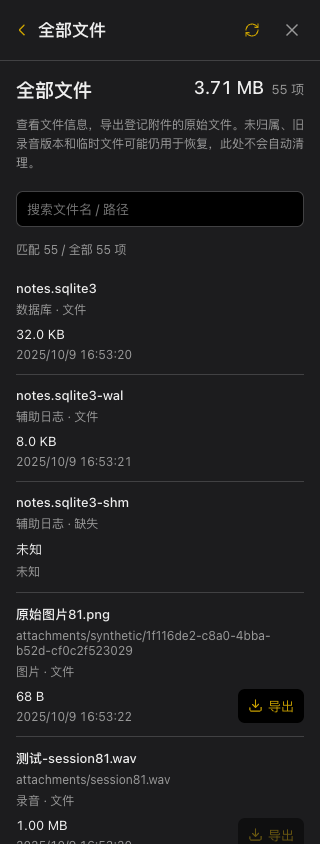 全部文件
全部文件
3.71 MB 55 项
查看文件信息，导出登记附件的原始文件。未归属、旧
录音版本和临时文件可能仍用于恢复，此处不会自动清
理。
搜索文件名 / 路径
匹配 55 / 全部 55 项
notes.sqlite3
数据库 · 文件
32.0 KB
2025/10/9 16:53:20
notes.sqlite3-wal
辅助日志 · 文件
8.0 KB
2025/10/9 16:53:21
notes.sqlite3-shm
辅助日志 · 缺失
未知
未知
原始图片81.png
attachments/synthetic/1f116de2-c8a0-4bba-
b52d-cf0c2f523029
图片 · 文件
68 B
2025/10/9 16:53:22
导出
测试-session81.wav
attachments/session81.wav
录音 · 文件
1.00 MB
导出